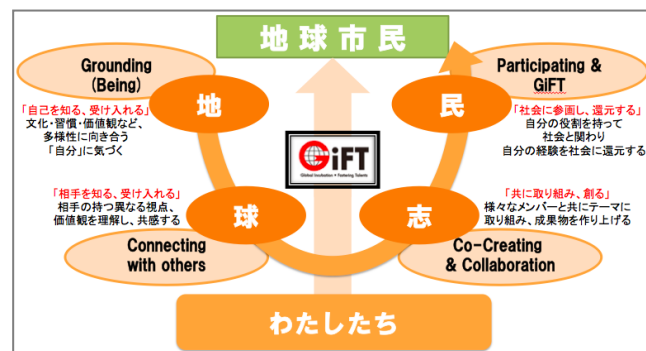 地球市民
Grounding
(Being)
地
「自己を知る、受け入れる」
文化・習慣・価値観など、
多様性に向き合う
「自分」に気づく
「相手を知る、受け入れる」
相手の持つ異なる視点、
価値観を理解し、共感する
球
Connecting
with others
GiFT
Global Incubation × Fostering Talents
志
「共に取り組み、創る」
様々なメンバーと共にテーマに
取り組み、成果物を作り上げる
Co-Creating
& Collaboration
民
Participating &
GiFT
「社会に参画し、還元する」
自分の役割を持って
社会と関わり
自分の経験を社会に還元する
わたしたち